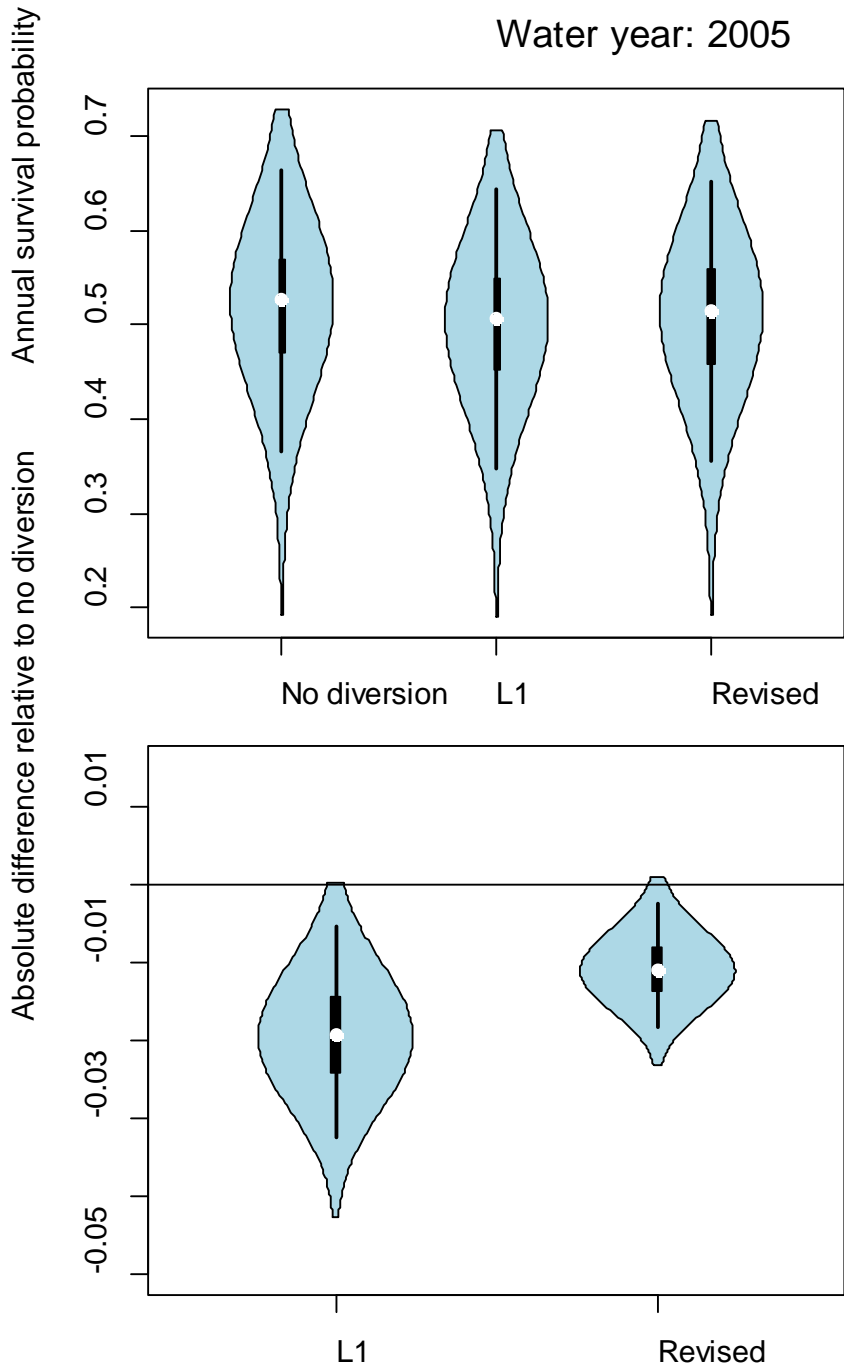 Water year: 2005
Annual survival probability
0.7
0.6
0.5
0.4
0.3
0.2
No diversion L1 Revised
Absolute difference relative to no diversion
0.01
-0.01
-0.03
-0.05
L1 Revised